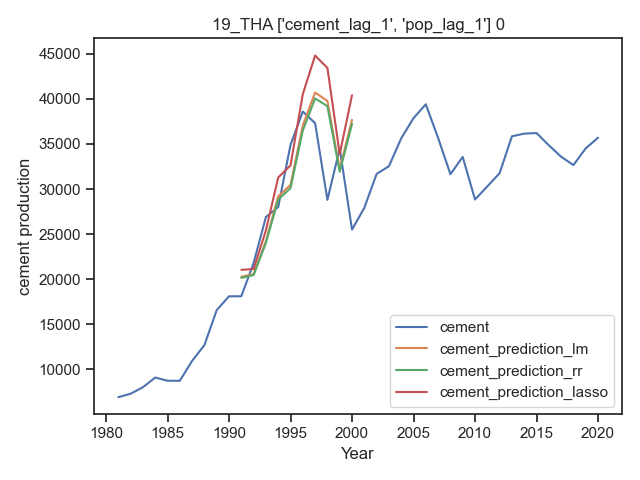 19_THA ['cement_lag_1', 'pop_lag_1'] 0
45000
40000
35000
30000
25000
20000
15000
10000
cement production
1980
1985
1990
1995
2000
2005
2010
2015
2020
Year
cement
cement_prediction_lm
cement_prediction_rr
cement_prediction_lasso